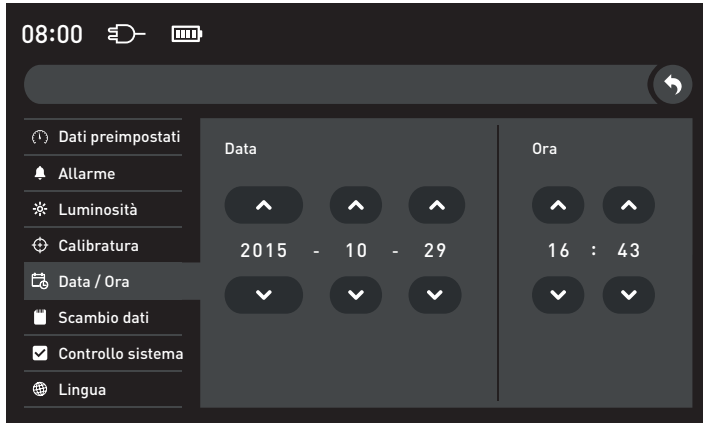 08:00
Dati preimpostati
Allarme
Luminosità
Calibratura
Data / Ora
Scambio dati
Controllo sistema
Lingua
Data
2015 - 10 - 29
Ora
16 : 43